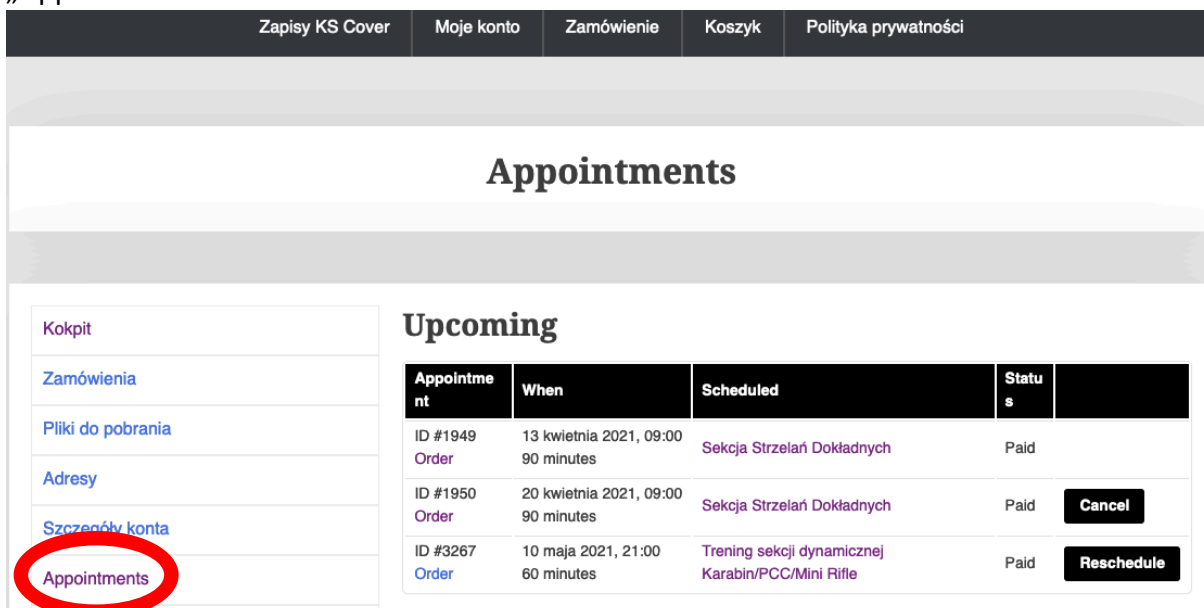 Zapisy KS Cover Moje konto Zamówienie Koszyk Polityka prywatności
Appointments
Kokpit
Zamówienia
Pliki do pobrania
Adresy
Szczegóły konta
Appointments
Upcoming
Appointme When Scheduled Statu
nt s
ID #1949 13 kwietnia 2021, 09:00 Sekcja Strzelań Dokładnych Paid
Order 90 minutes
ID #1950 20 kwietnia 2021, 09:00 Sekcja Strzelań Dokładnych Paid Cancel
Order 90 minutes
ID #3267 10 maja 2021, 21:00 Trening sekcji dynamicznej Paid Reschedule
Order 60 minutes Karabin/PCC/Mini Rifle